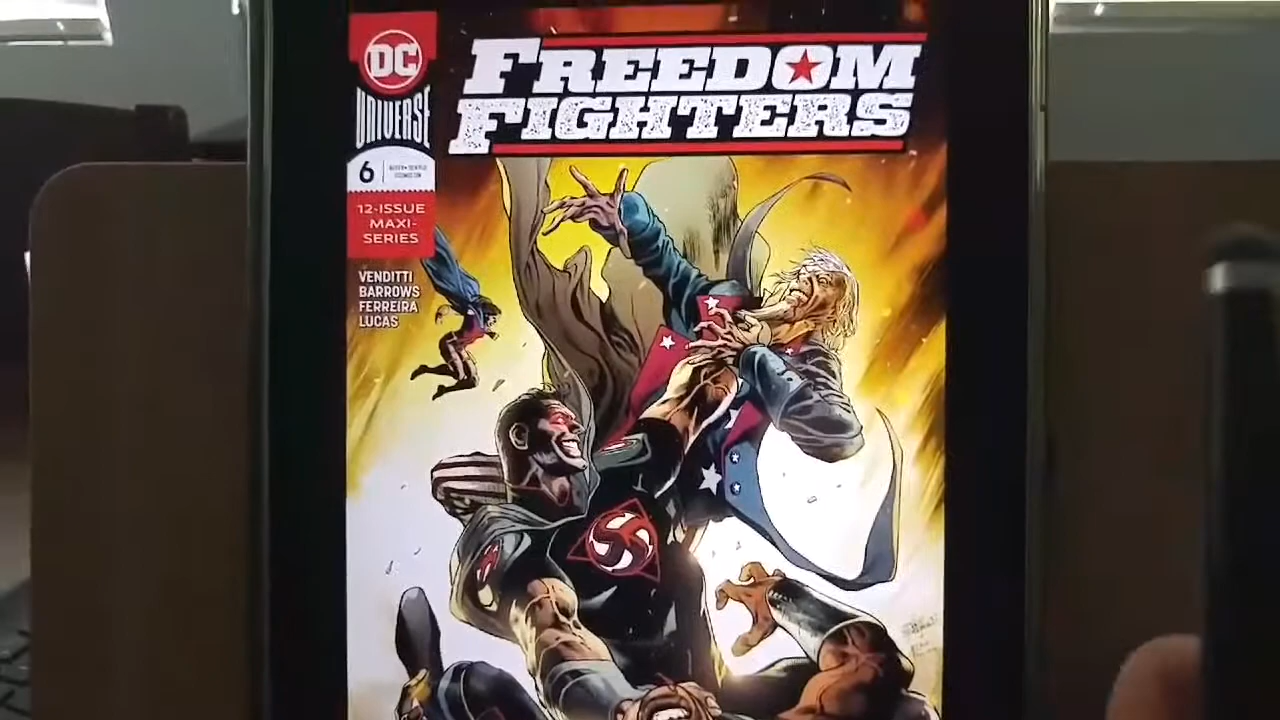 DC
UNIVERSE
FREEDOM
FIGHTERS
6
12-ISSUE
MAXI-
SERIES
VENDITTI
BARROWS
FERREIRA
LUCAS